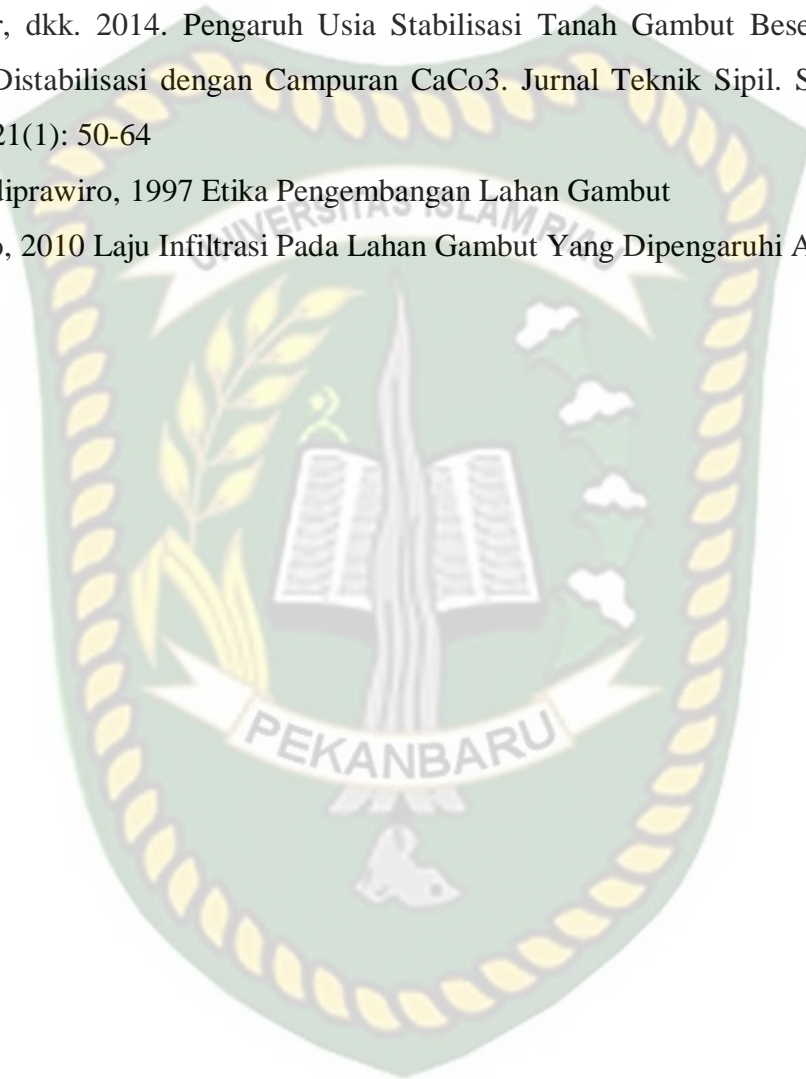 r, dkk. 2014. Pengaruh Usia Stabilisasi Tanah Gambut Bese
Distabilisasi dengan Campuran CaCo3. Jurnal Teknik Sipil. S
21(1): 50-64
diprawiro, 1997 Etika Pengembangan Lahan Gambut
o, 2010 Laju Infiltrasi Pada Lahan Gambut Yang Dipengaruhi A
UNIVERSITAS ISLAM RIAU
PEKANBARU